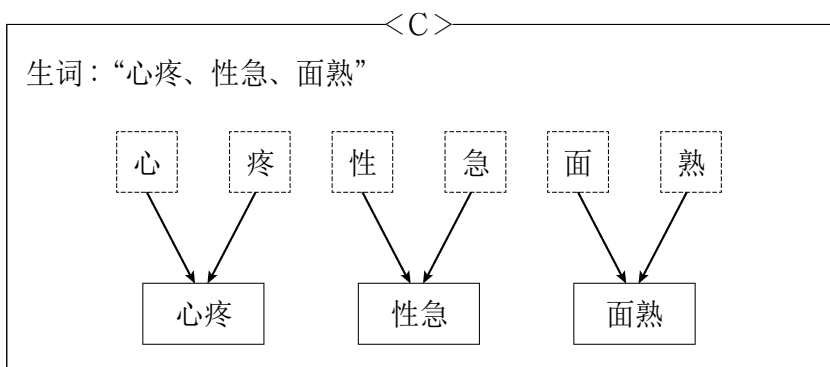 <C>
生词：“心疼、性急、面熟”
心 疼 性 急 面 熟
心疼 性急 面熟